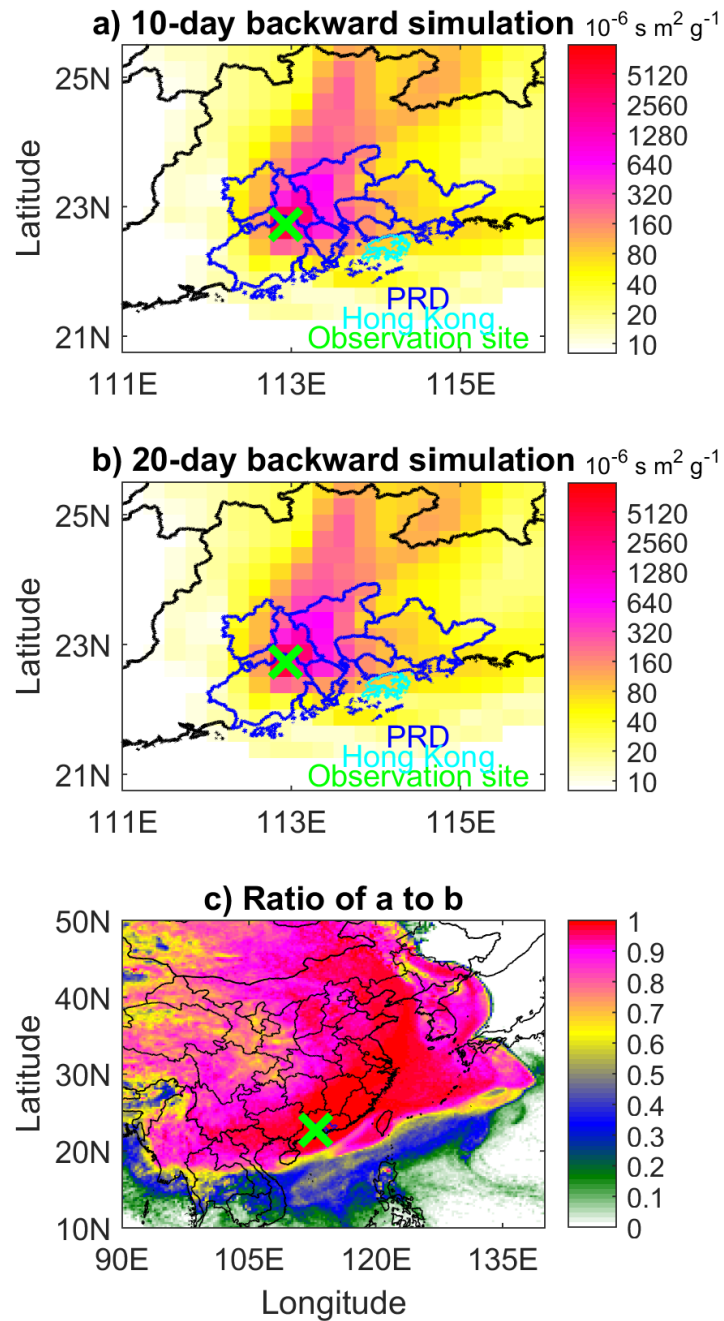 a) 10-day backward simulation 10⁻⁶ s m² g⁻¹
25N
23N
21N
Latitude
111E 113E 115E
PRD
Hong Kong
Observation site
5120
2560
1280
640
320
160
80
40
20
10
b) 20-day backward simulation 10⁻⁶ s m² g⁻¹
25N
23N
21N
Latitude
111E 113E 115E
PRD
Hong Kong
Observation site
5120
2560
1280
640
320
160
80
40
20
10
c) Ratio of a to b
50N
40N
30N
20N
10N
Latitude
90E 105E 120E 135E
Longitude
1
0.9
0.8
0.7
0.6
0.5
0.4
0.3
0.2
0.1
0